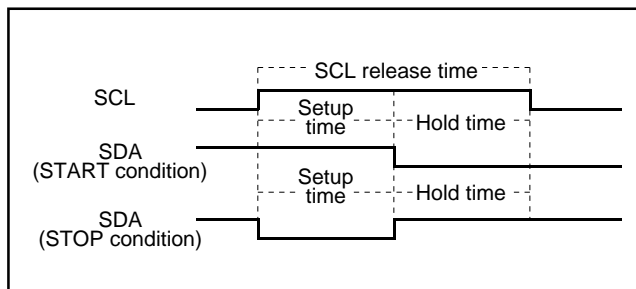 SCL release time
SCL
Setup
time
Hold time
SDA
(START condition)
Setup
time
Hold time
SDA
(STOP condition)